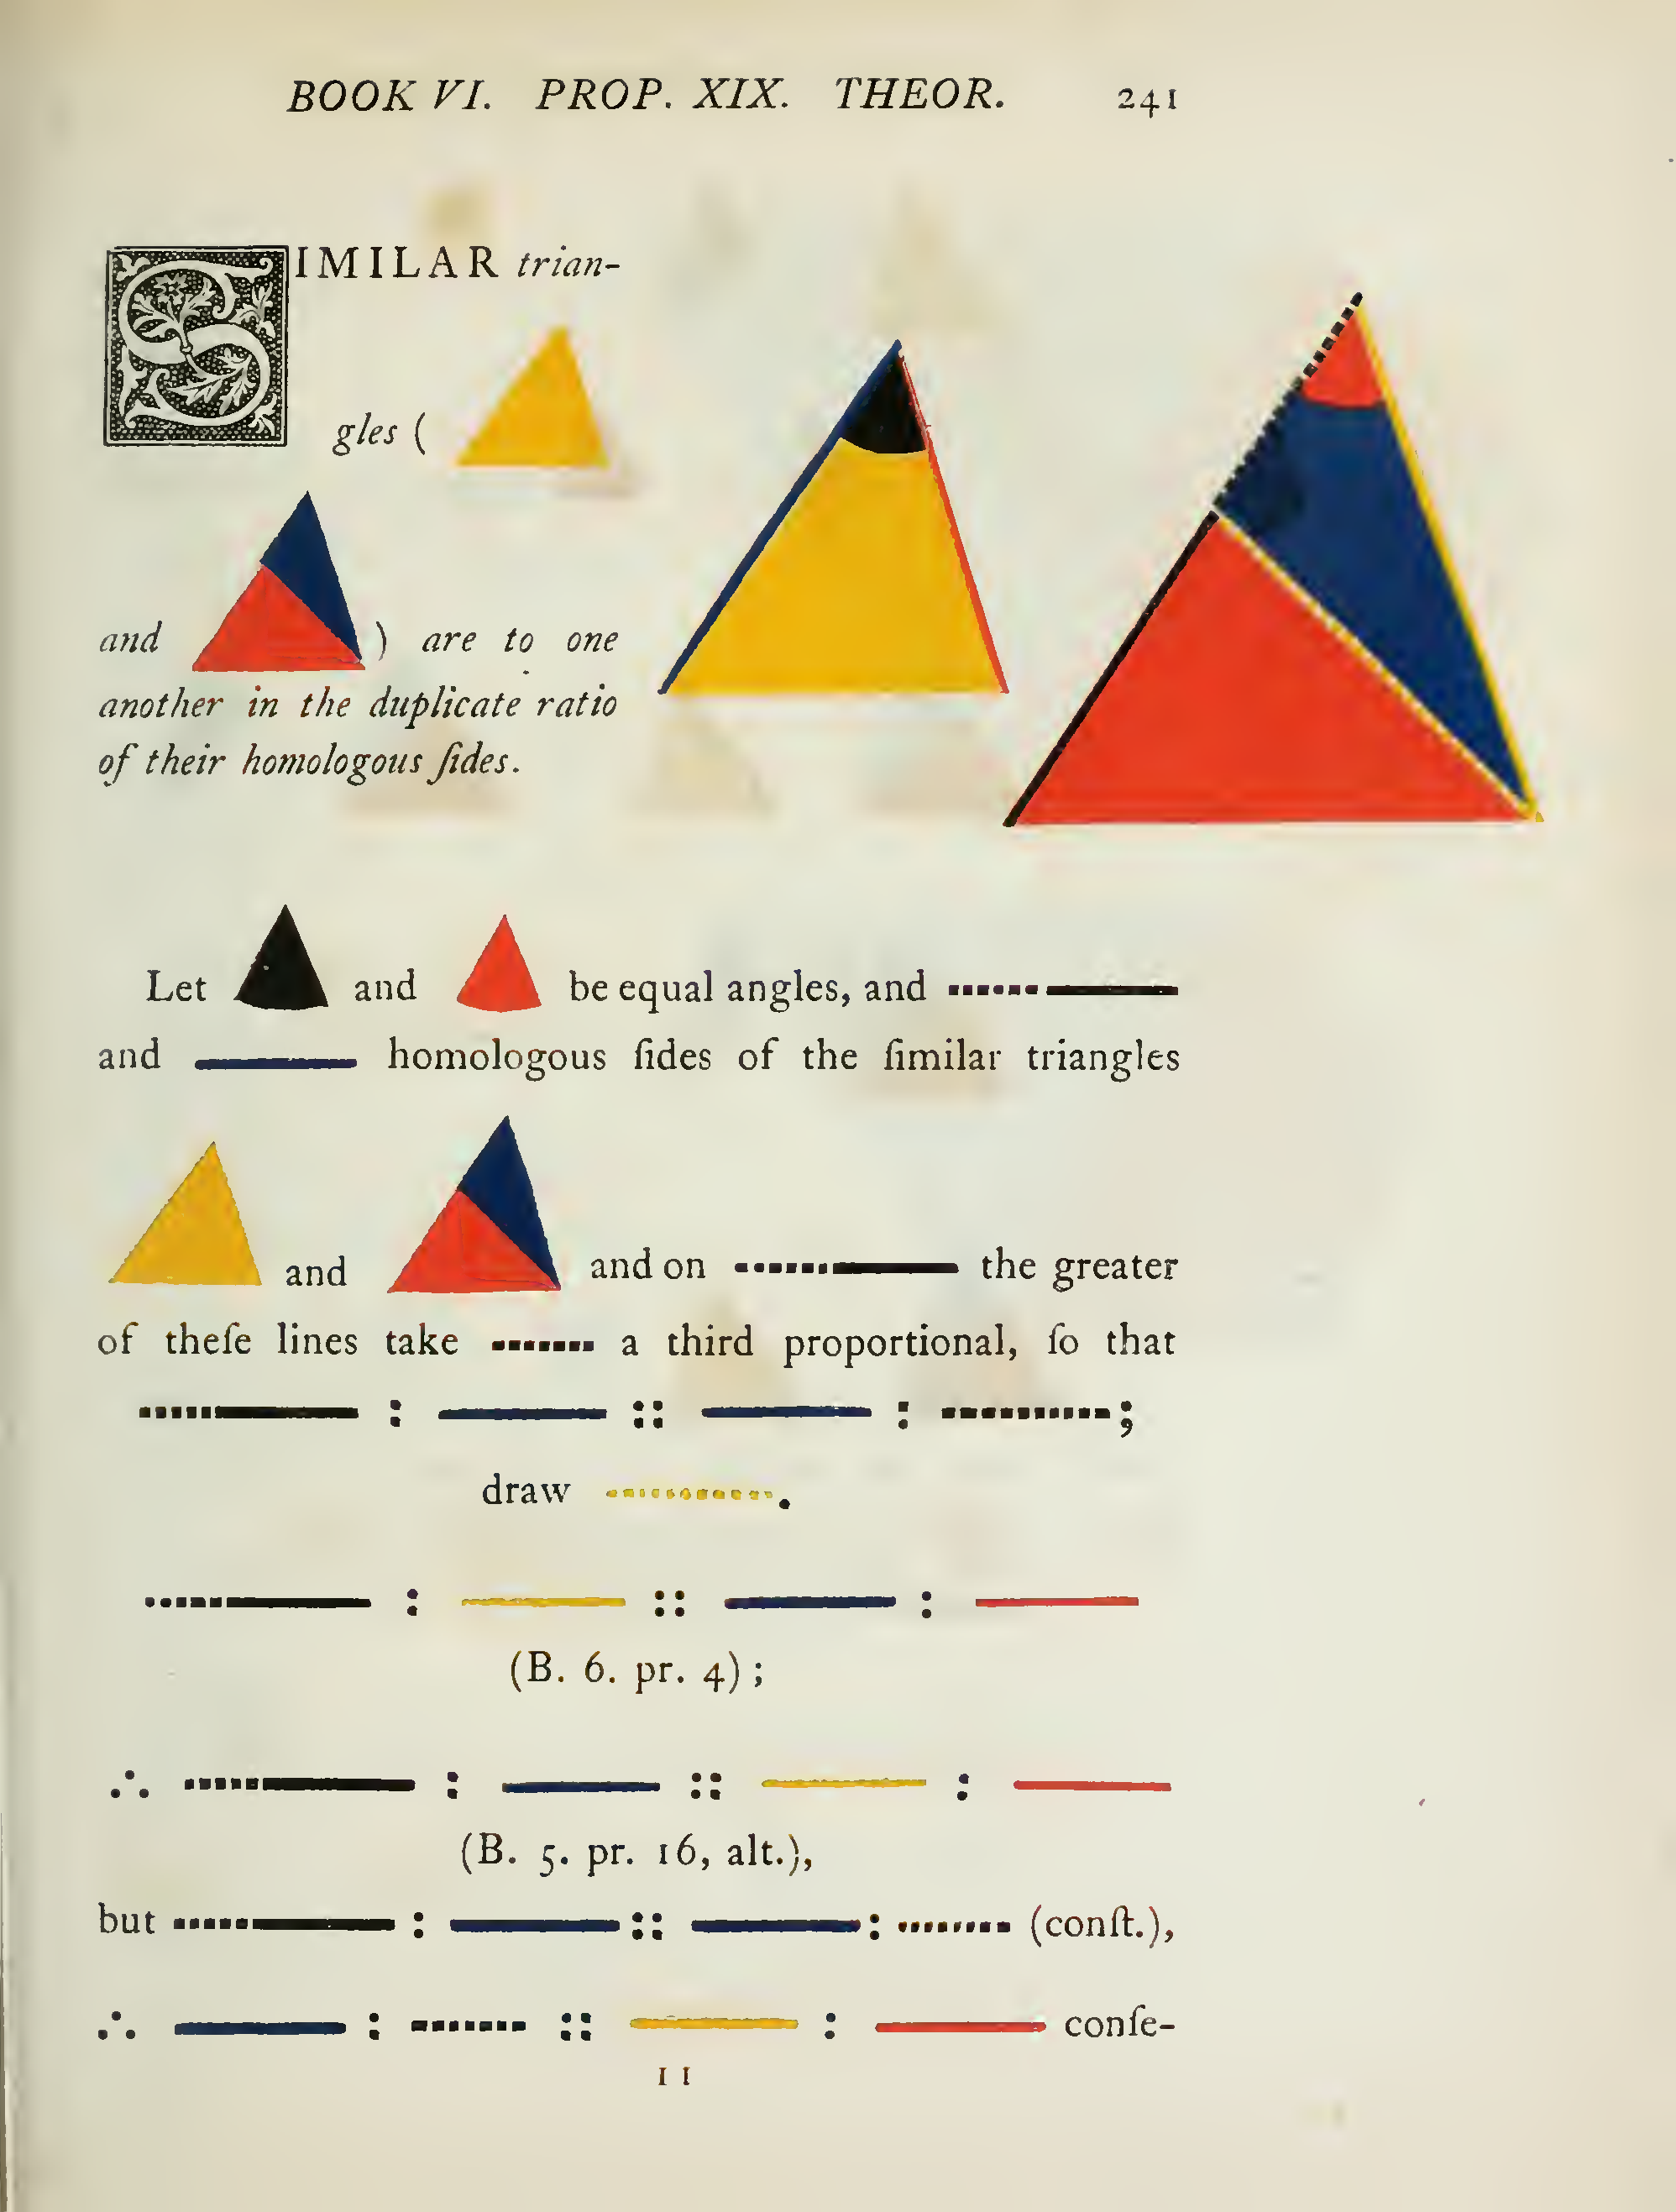 BOOK VI. PROP. XIX. THEOR. 241
SIMILAR trian-
gles (
and ) are to one
another in the duplicate ratio
of their homologous ſides.
Let and be equal angles, and
and homologous ſides of the ſimilar triangles
and and on the greater
of theſe lines take a third proportional, ſo that
: :: : ;
draw .
: :: :
(B. 6. pr. 4) ;
∴ : :: :
(B. 5. pr. 16, alt.),
but : :: : (conſt.),
∴ : :: : conſe-
I I